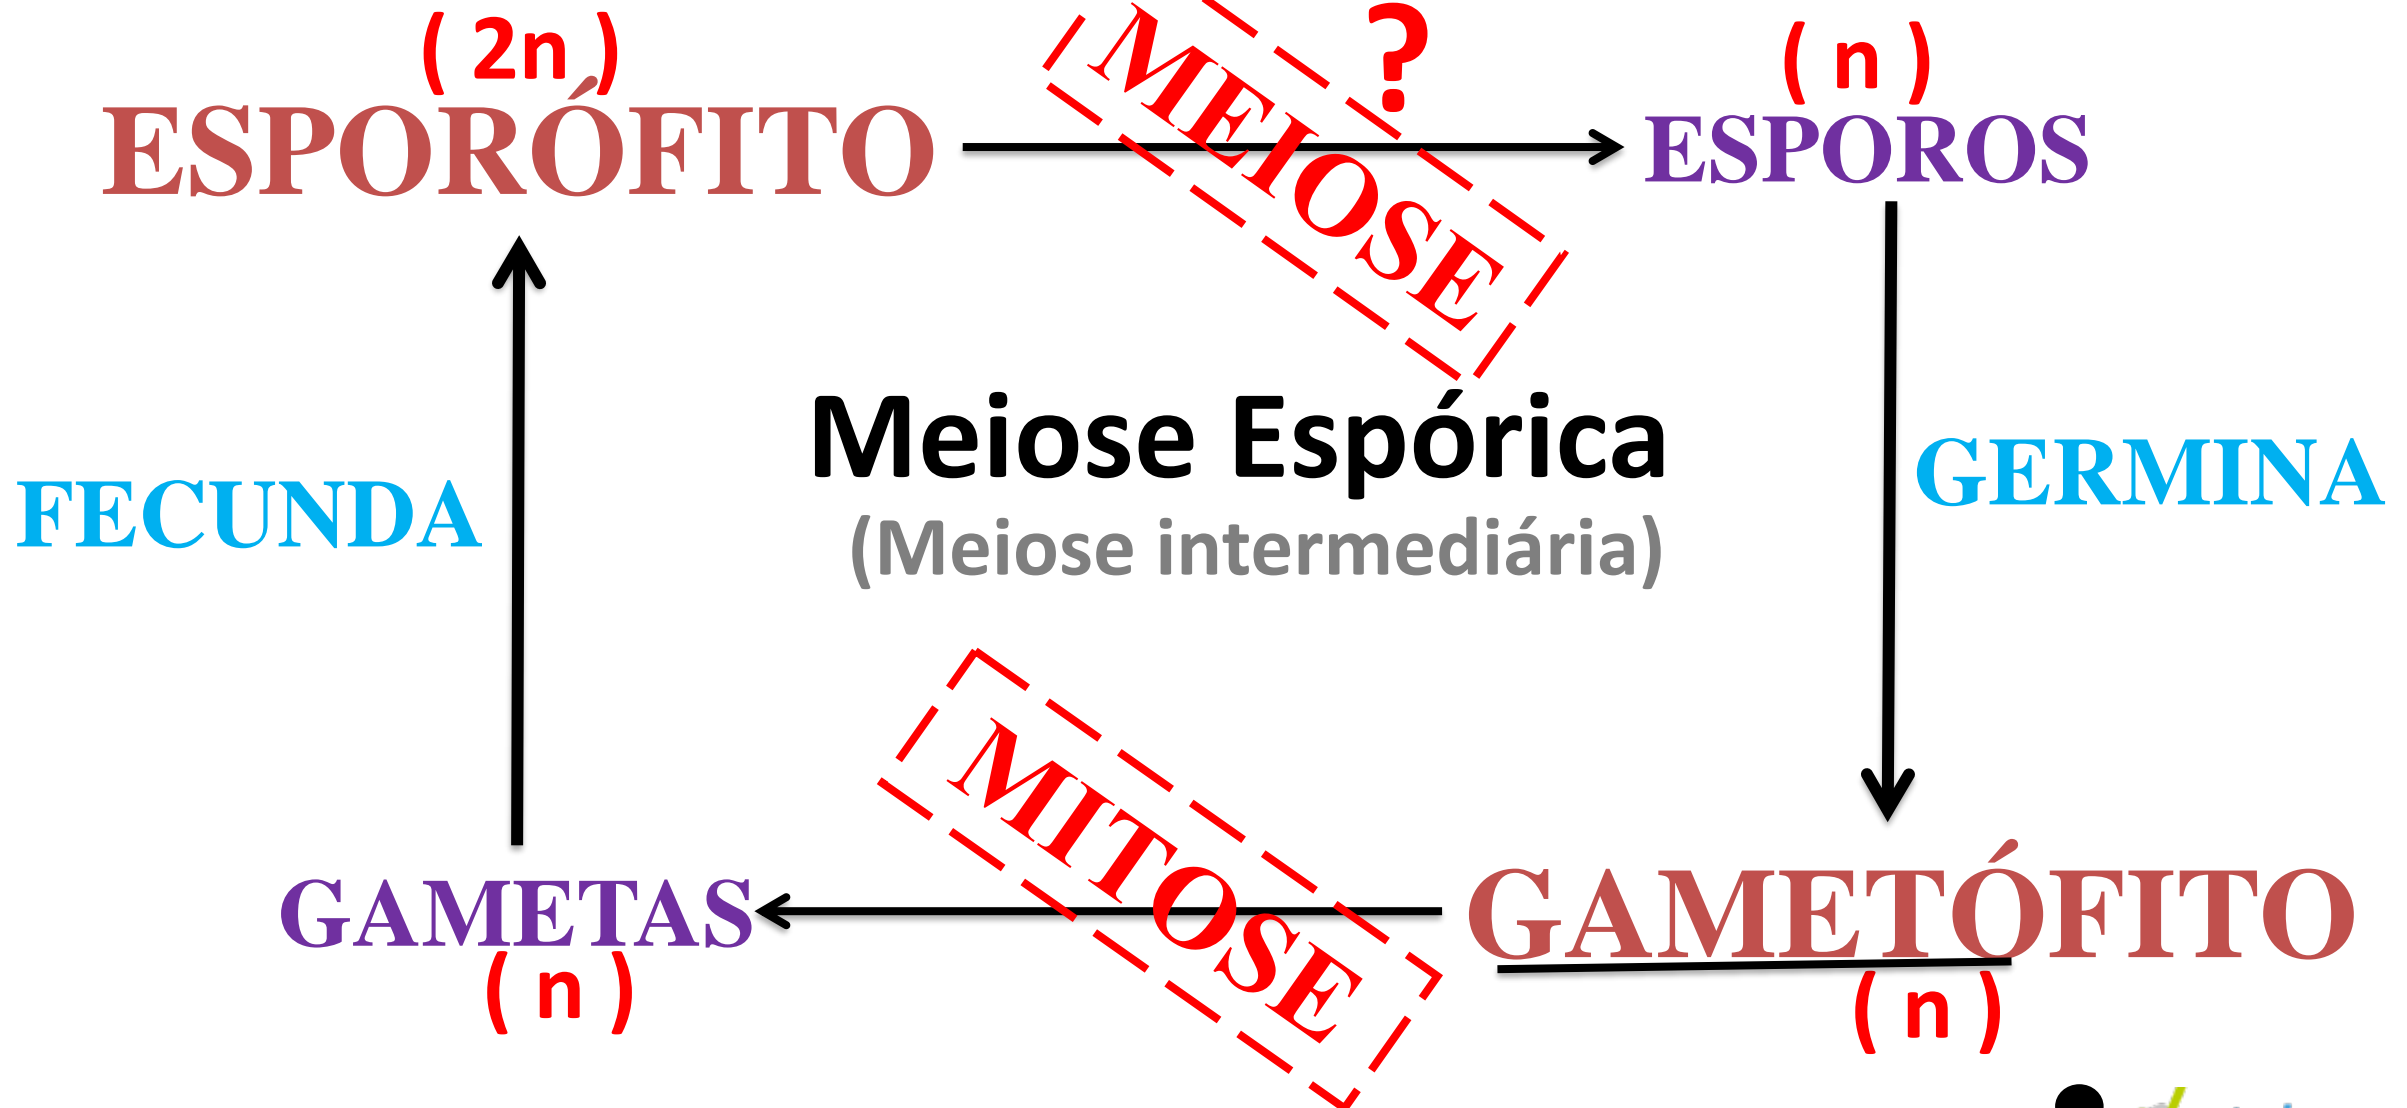 ( 2n )
?
( n )
ESPORÓFITO
MEIOSE
ESPOROS
Meiose Espórica
(Meiose intermediária)
FECUNDA
GERMINA
MITOSE
GAMETAS
( n )
GAMETÓFITO
( n )